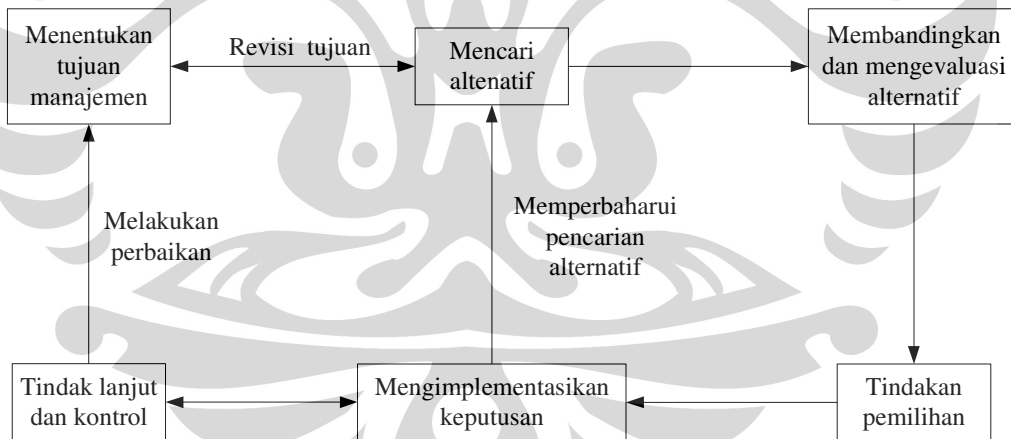 Menentukan
tujuan
manajemen
Revisi tujuan
Mencari
altenatif
Membandingkan
dan mengevaluasi
alternatif
Melakukan
perbaikan
Memperbaharui
pencarian
alternatif
Tindak lanjut
dan kontrol
Mengimplementasikan
keputusan
Tindakan
pemilihan